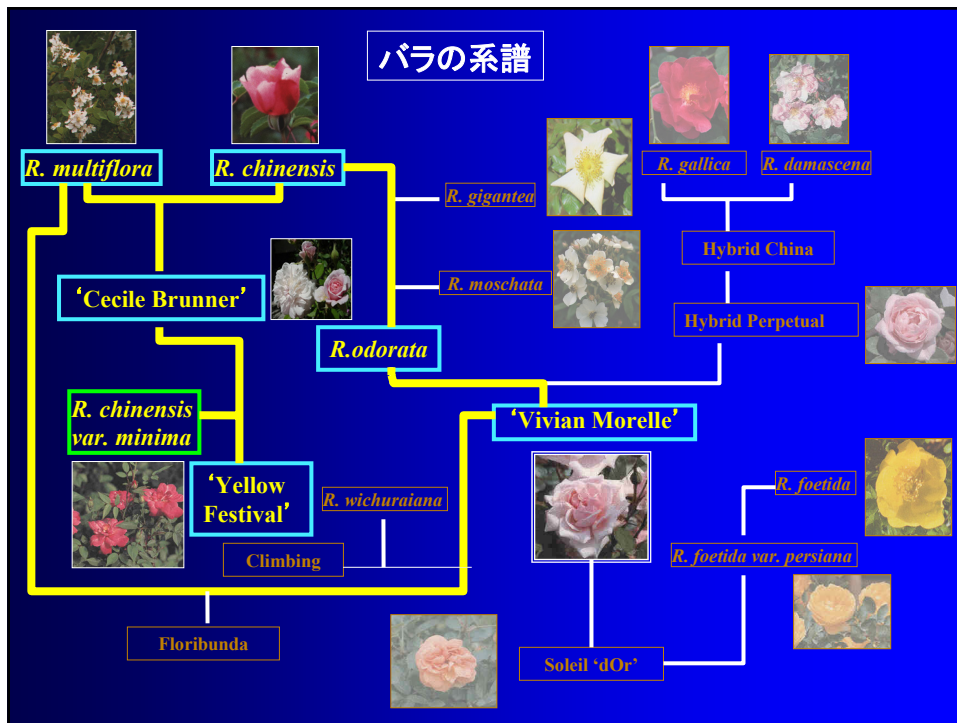 バラの系譜
R. multiflora
R. chinensis
R. gallica
R. damascena
R. gigantea
Hybrid China
R. moschata
‘Cecile Brunner’
Hybrid Perpetual
R.odorata
R. chinensis
var. minima
‘Vivian Morelle’
‘Yellow
Festival’
R. wichuraiana
R. foetida
Climbing
R. foetida var. persiana
Floribunda
Soleil ‘dOr’